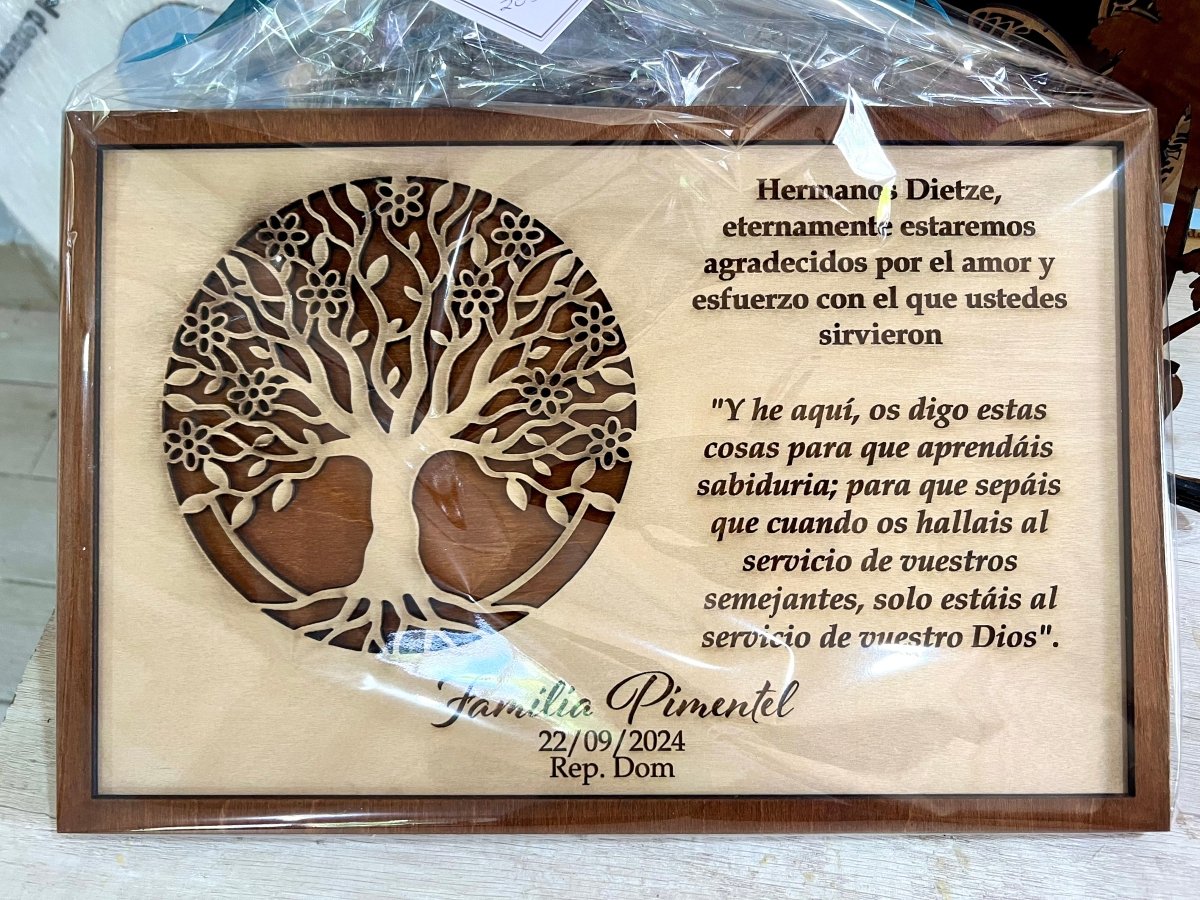 Hermanos Dietze,
eternamente estaremos
agradecidos por el amor y
esfuerzo con el que ustedes
sirvieron
"Y he aquí, os digo estas
cosas para que aprendáis
sabiduria; para que sepáis
que cuando os hallais al
servicio de vuestros
semejantes, solo estáis al
servicio de vuestro Dios".
Familia Pimentel
22/09/2024
Rep. Dom